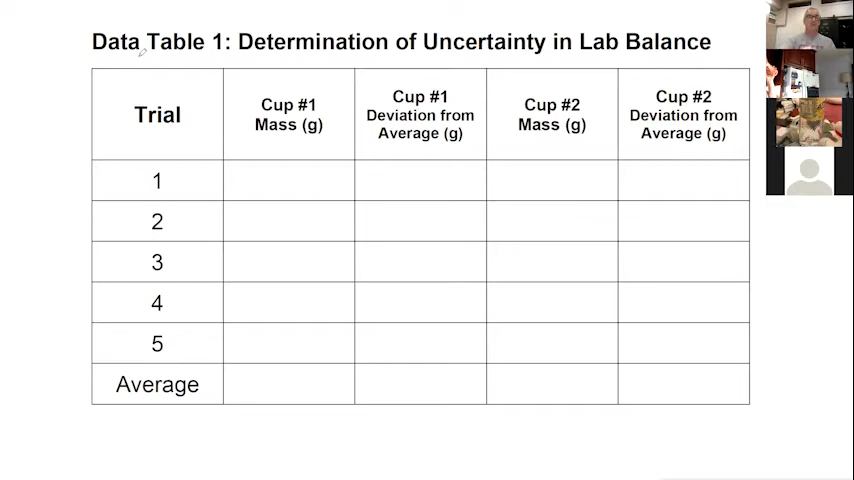 Data Table 1: Determination of Uncertainty in Lab Balance
Trial
Cup #1
Mass (g)
Cup #1
Deviation from
Average (g)
Cup #2
Mass (g)
Cup #2
Deviation from
Average (g)
1
2
3
4
5
Average